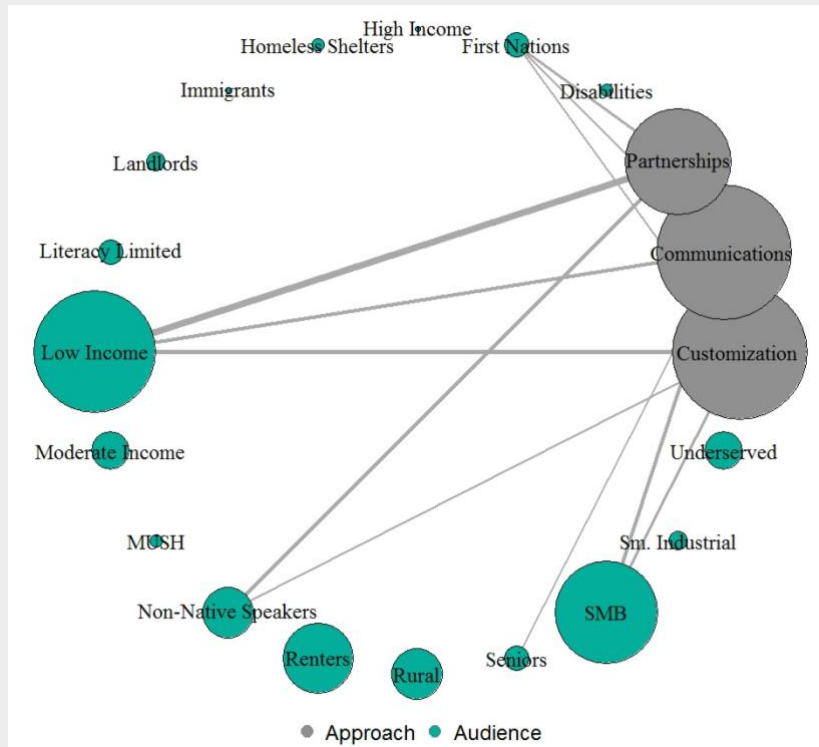 High Income
Homeless Shelters
First Nations
Immigrants
Disabilities
Landlords
Partnerships
Literacy Limited
Communications
Low Income
Customization
Moderate Income
Underserved
MUSH
Sm. Industrial
Non-Native Speakers
SMB
Renters
Seniors
Rural
Approach
Audience